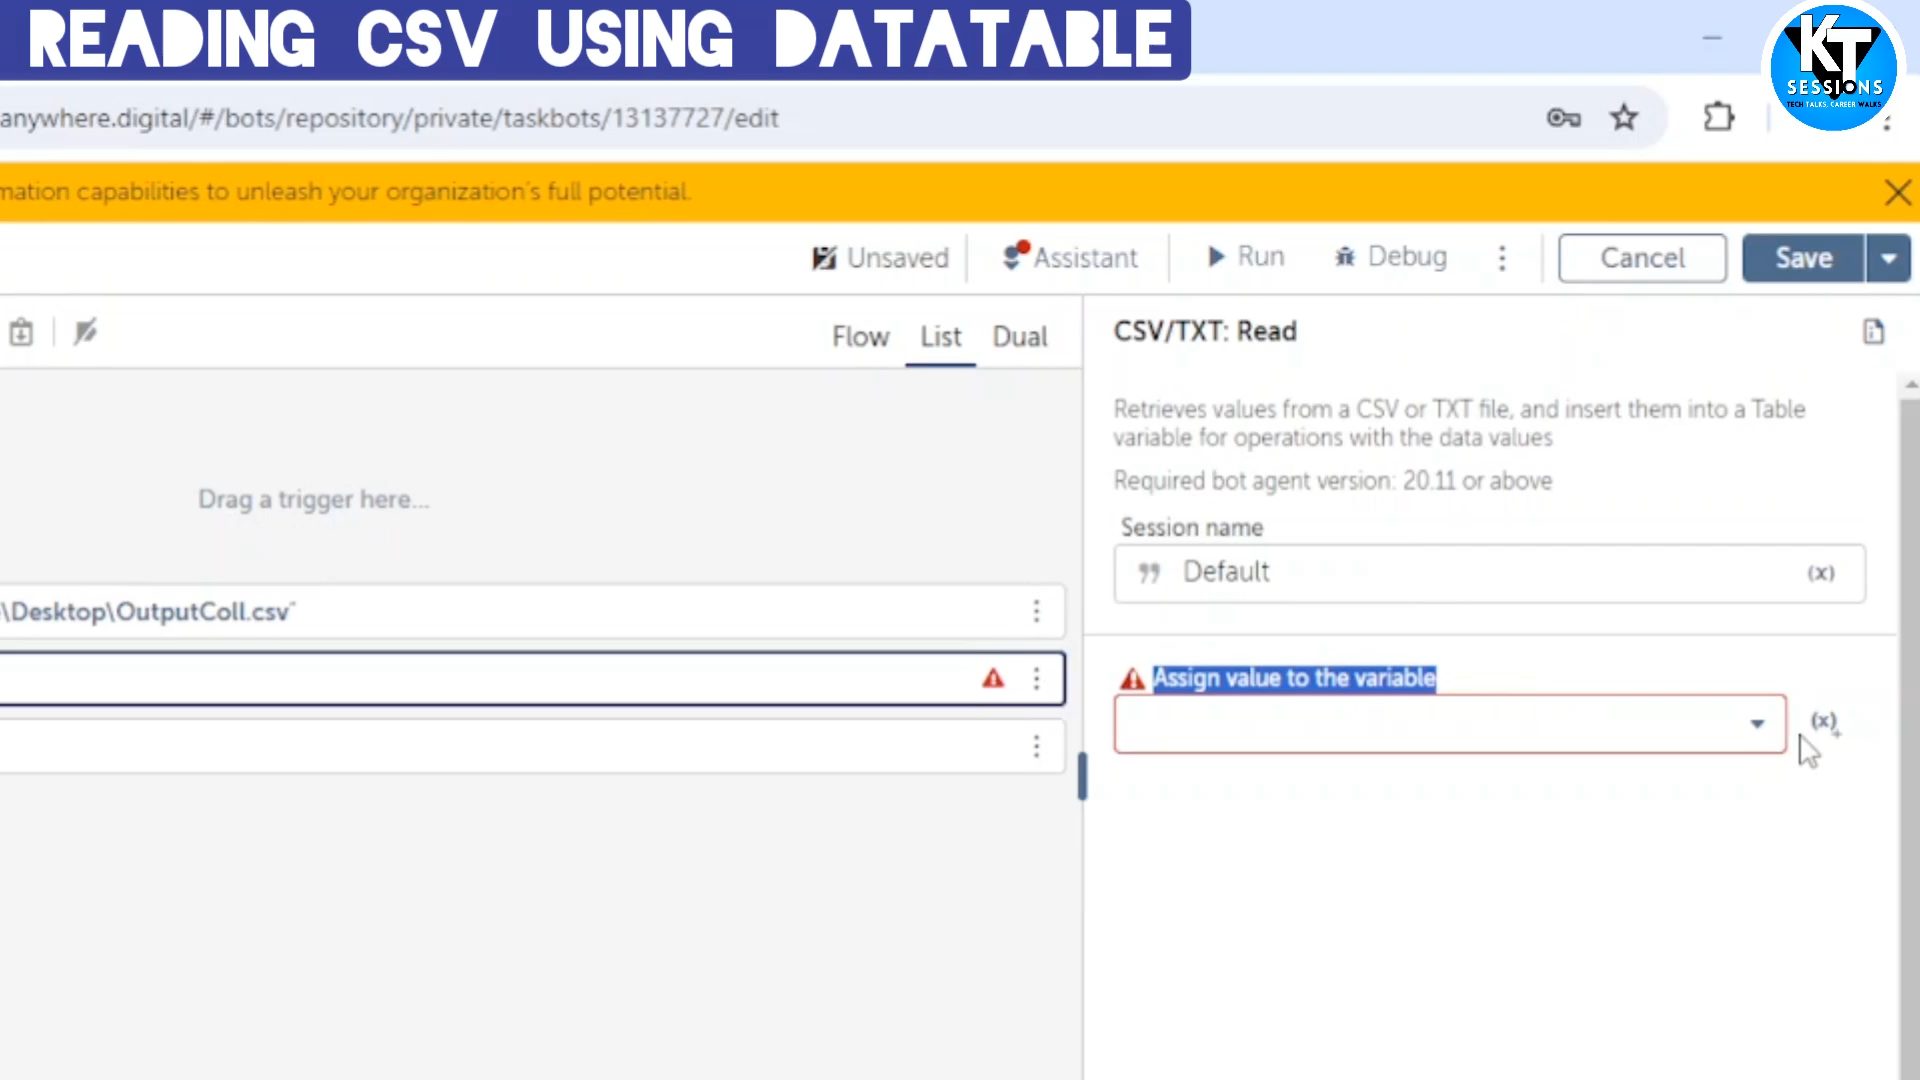 READING CSV USING DATATABLE
KT
SESSIONS
TECH TALKS, CAREER WALKS
anywhere.digital/#/bots/repository/private/taskbots/13137727/edit
mation capabilities to unleash your organization's full potential.
Unsaved
Assistant
Run
Debug
Cancel
Save
Flow
List
Dual
CSV/TXT: Read
Retrieves values from a CSV or TXT file, and insert them into a Table
variable for operations with the data values
Required bot agent version: 20.11 or above
Drag a trigger here...
Session name
Default
(x)
\Desktop\OutputColl.csv"
Assign value to the variable
(x)+